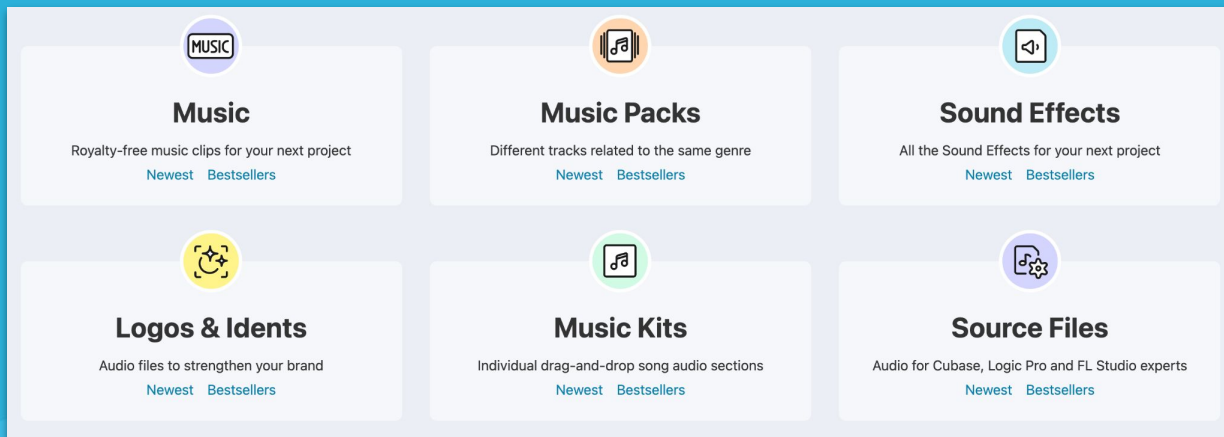 MUSIC
Music
Royalty-free music clips for your next project
Newest Bestsellers
Music Packs
Different tracks related to the same genre
Newest Bestsellers
Sound Effects
All the Sound Effects for your next project
Newest Bestsellers
Logos & Idents
Audio files to strengthen your brand
Newest Bestsellers
Music Kits
Individual drag-and-drop song audio sections
Newest Bestsellers
Source Files
Audio for Cubase, Logic Pro and FL Studio experts
Newest Bestsellers